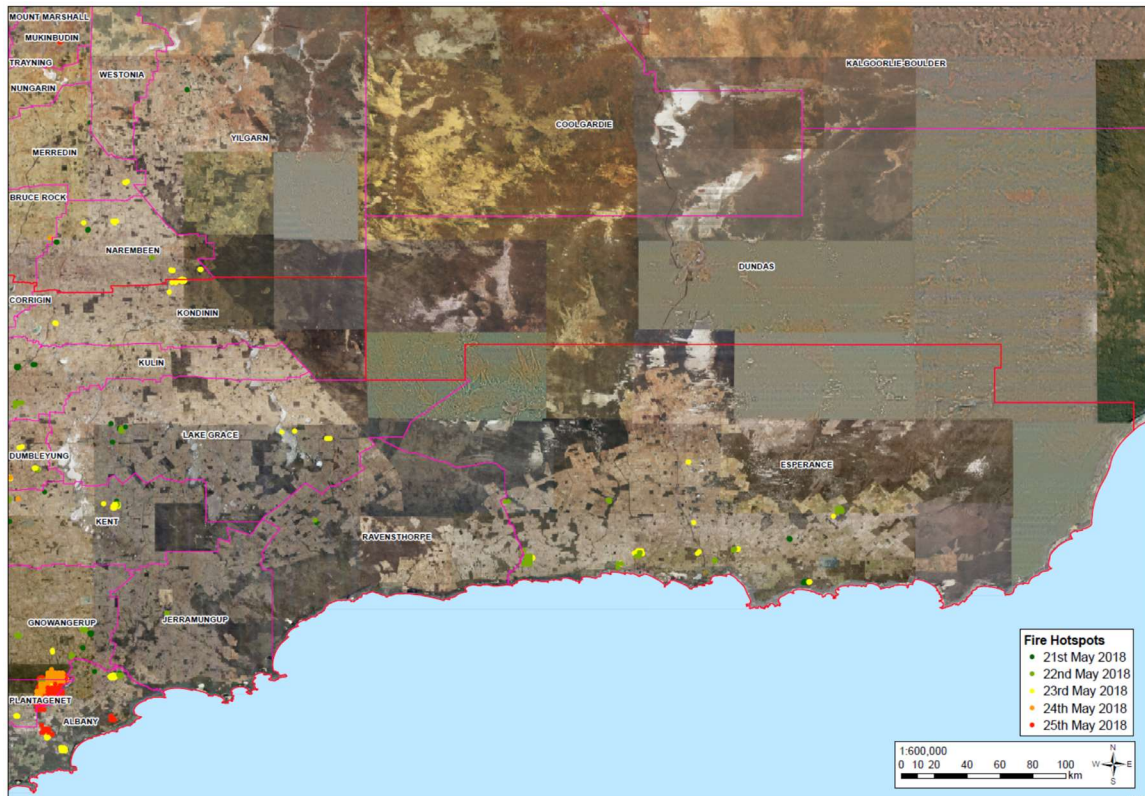 MOUNT MARSHALL
MUKINBUDIN
TRAYNING
WESTONIA
KALGOORLIE-BOULDER
NUNGARIN
COOLGARDIE
YILGARN
MERREDIN
BRUCE ROCK
NAREMBEEN
DUNDAS
CORRIGIN
KONDININ
KULIN
LAKE GRACE
DUMBLEYUNG
ESPERANCE
KENT
RAVENSTHORPE
GNOWANGERUP
JERRAMUNGUP
PLANTAGENET
ALBANY
Fire Hotspots
21st May 2018
22nd May 2018
23rd May 2018
24th May 2018
25th May 2018
1:600,000
0 10 20 40 60 80 100
km
N
W E
S